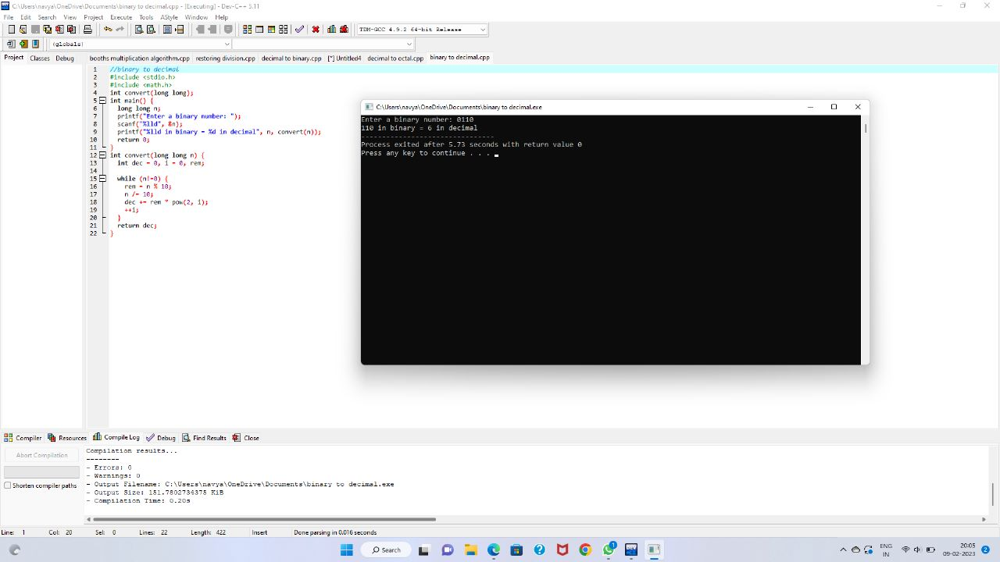 C:\Users\navya\OneDrive\Documents\binary to decimal.cpp - [Executing] - Dev-C++ 5.11
File Edit Search View Project Execute Tools AStyle Window Help
TDM-GCC 4.9.2 64-bit Release
(globals)
Project Classes Debug
booths multiplication algorithm.cpp restoring division.cpp decimal to binary.cpp [*] Untitled4 decimal to octal.cpp binary to decimal.cpp
1 //binary to decimal
2 #include <stdio.h>
3 #include <math.h>
4 int convert(long long);
5 int main() {
6 long long n;
7 printf("Enter a binary number: ");
8 scanf("%lld", &n);
9 printf("%lld in binary = %d in decimal", n, convert(n));
10 return 0;
11 }
12 int convert(long long n) {
13 int dec = 0, i = 0, rem;
14
15 while (n!=0) {
16 rem = n % 10;
17 n /= 10;
18 dec += rem * pow(2, i);
19 ++i;
20 }
21 return dec;
22 }
C:\Users\navya\OneDrive\Documents\binary to decimal.exe
Enter a binary number: 0110
110 in binary = 6 in decimal
--------------------------------
Process exited after 5.73 seconds with return value 0
Press any key to continue . . .
Compiler Resources Compile Log Debug Find Results Close
Abort Compilation
Shorten compiler paths
Compilation results...
--------
- Errors: 0
- Warnings: 0
- Output Filename: C:\Users\navya\OneDrive\Documents\binary to decimal.exe
- Output Size: 151.7802734375 KiB
- Compilation Time: 0.20s
Line: 1 Col: 20 Sel: 0 Lines: 22 Length: 422 Insert Done parsing in 0.016 seconds
Search
DEV
1
ENG
IN
20:05
09-02-2023
2